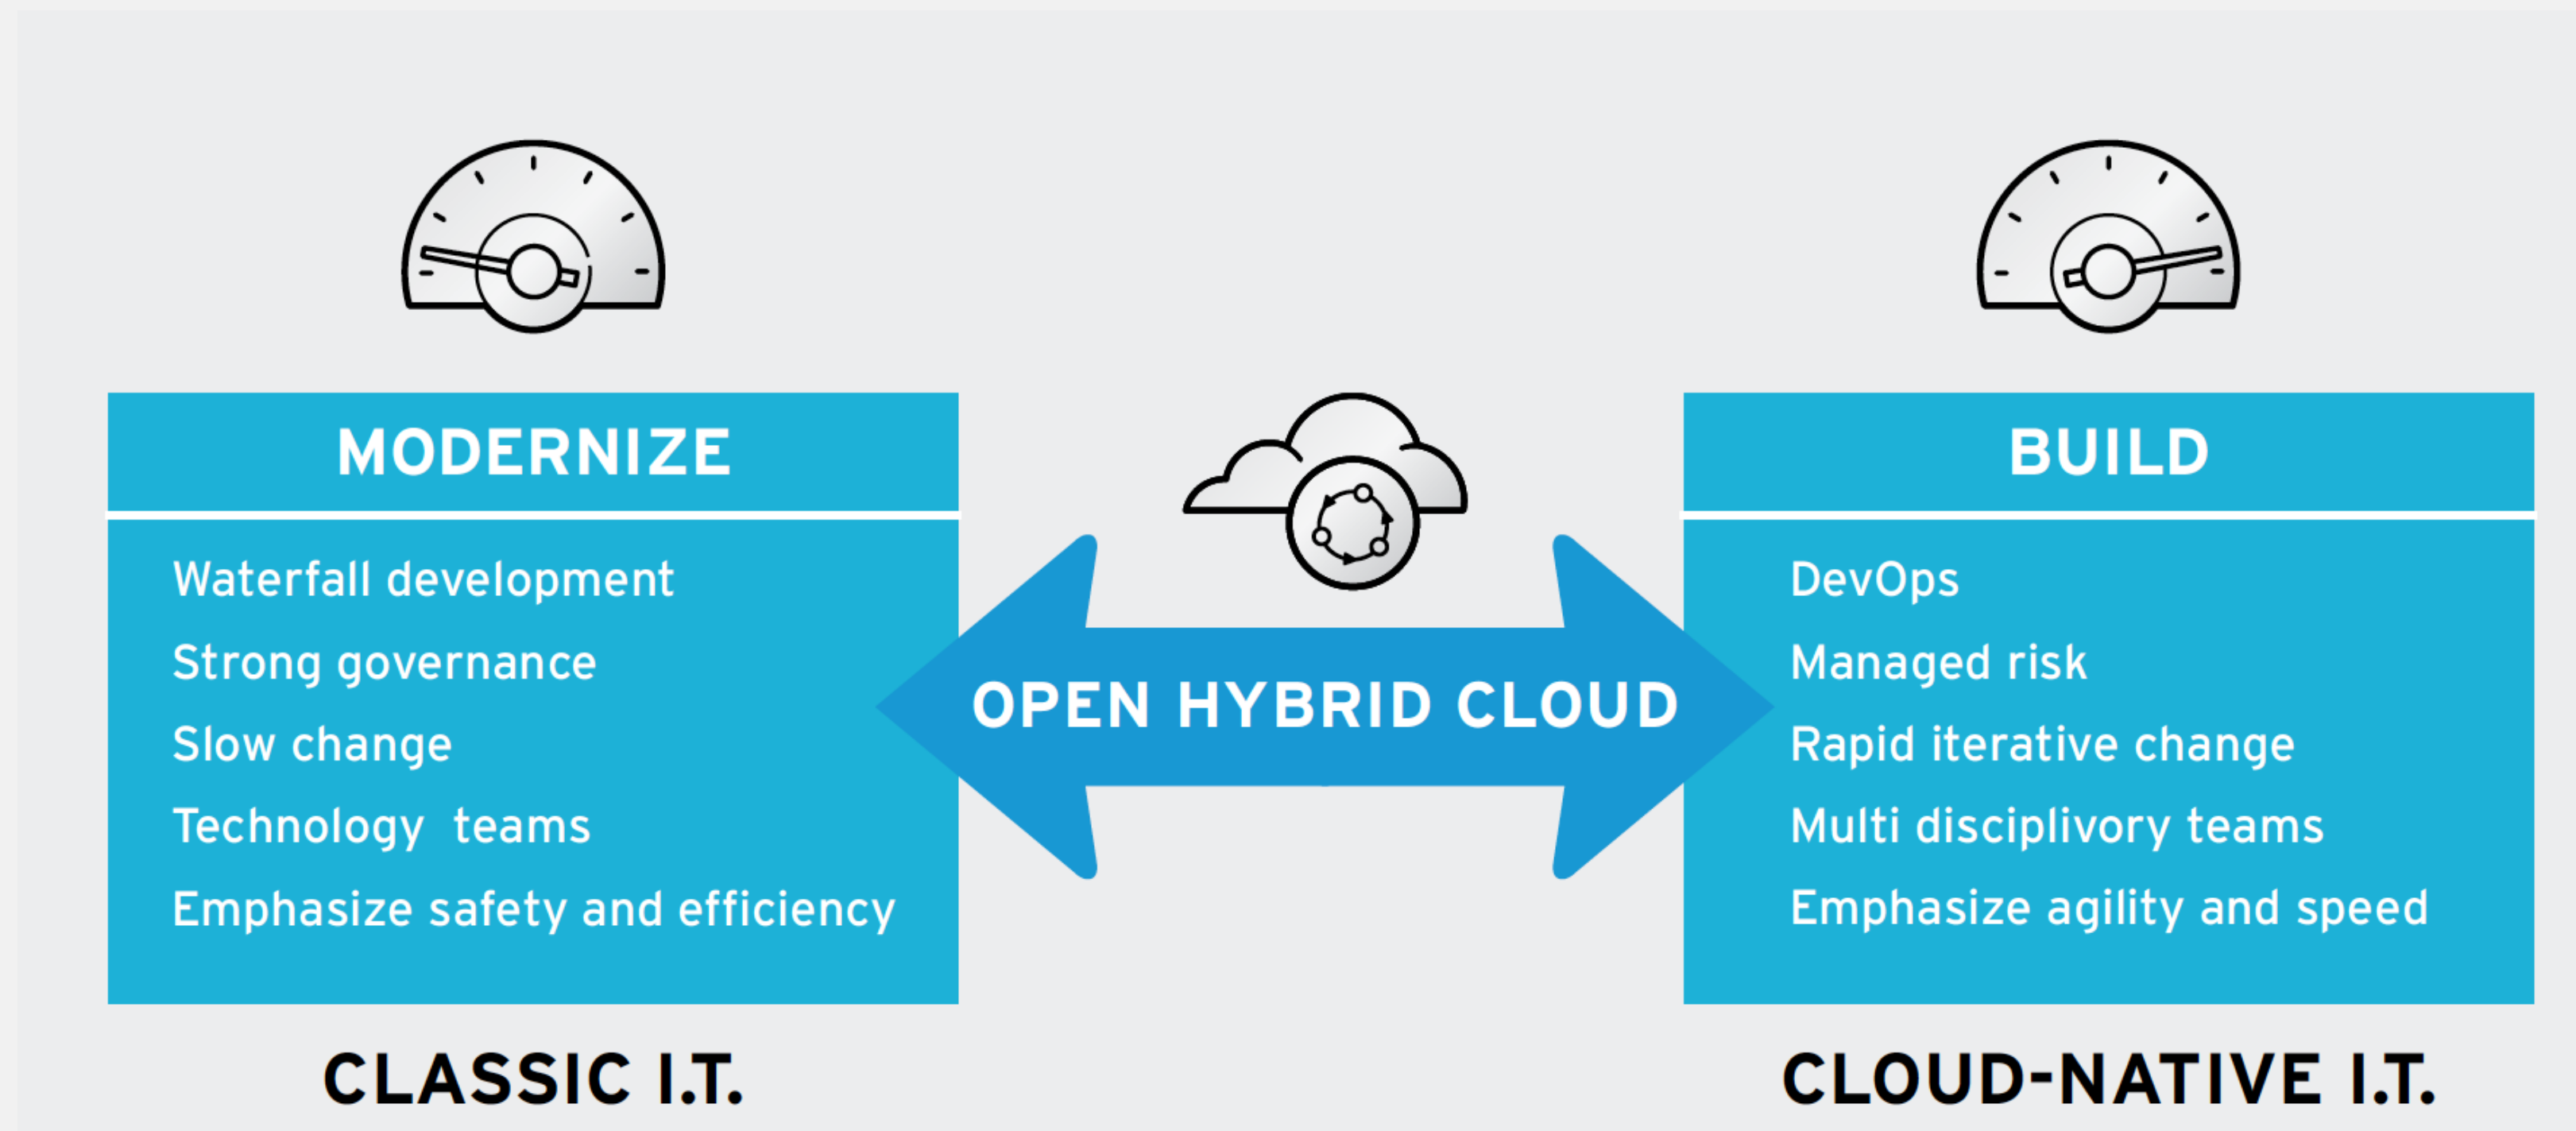 MODERNIZE
Waterfall development
Strong governance
Slow change
Technology  teams
Emphasize safety and efficiency
CLASSIC I.T.
OPEN HYBRID CLOUD
BUILD
DevOps
Managed risk
Rapid iterative change
Multi disciplivory teams
Emphasize agility and speed
CLOUD-NATIVE I.T.